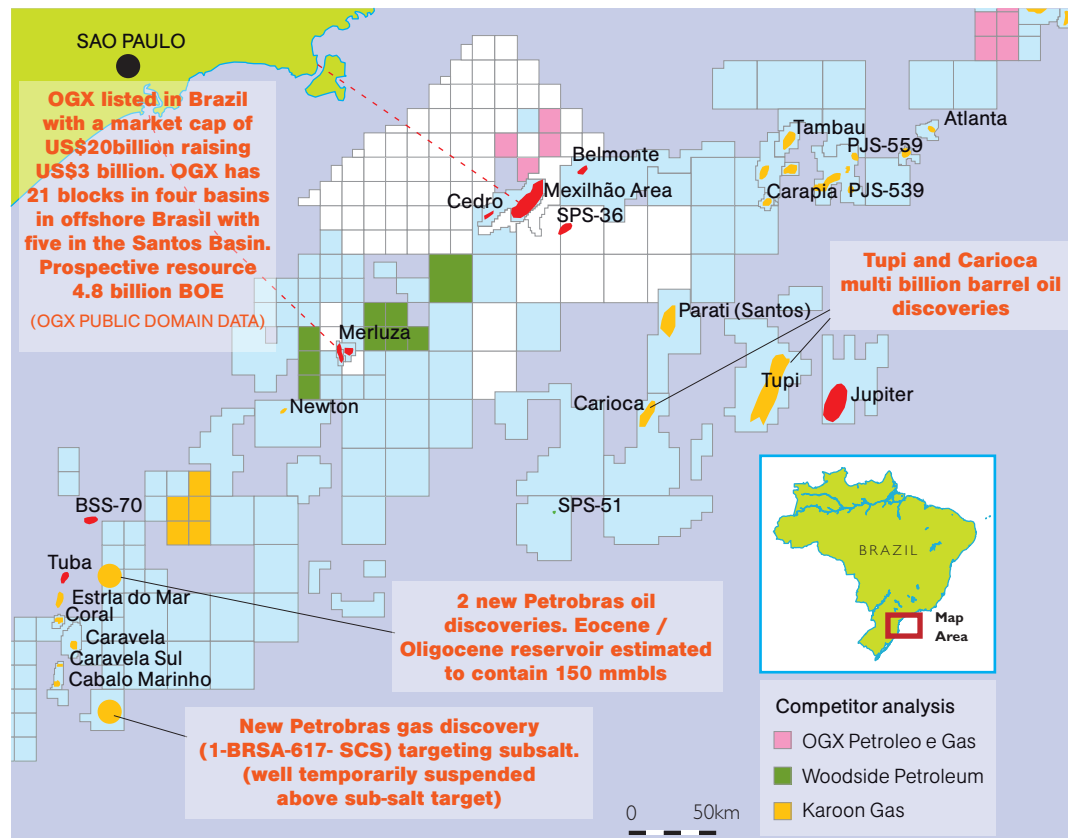 SAO PAULO
OGX listed in Brazil
with a market cap of
US$20billion raising
US$3 billion. OGX has
21 blocks in four basins
in offshore Brasil with
five in the Santos Basin.
Prospective resource
4.8 billion BOE
(OGX PUBLIC DOMAIN DATA)
Tambau
Atlanta
PJS-559
Belmonte
Mexilhão Area
Carapia
PJS-539
Cedro
SPS-36
Tupi and Carioca
multi billion barrel oil
discoveries
Parati (Santos)
Merluza
Tupi
Jupiter
Carioca
Newton
BSS-70
SPS-51
Tuba
Estrla do Mar
Coral
Caravela
Caravela Sul
Cabalo Marinho
2 new Petrobras oil
discoveries. Eocene /
Oligocene reservoir estimated
to contain 150 mmbls
New Petrobras gas discovery
(1-BRSA-617- SCS) targeting subsalt.
(well temporarily suspended
above sub-salt target)
BRAZIL
Map
Area
Competitor analysis
OGX Petroleo e Gas
Woodside Petroleum
Karoon Gas
0 50km